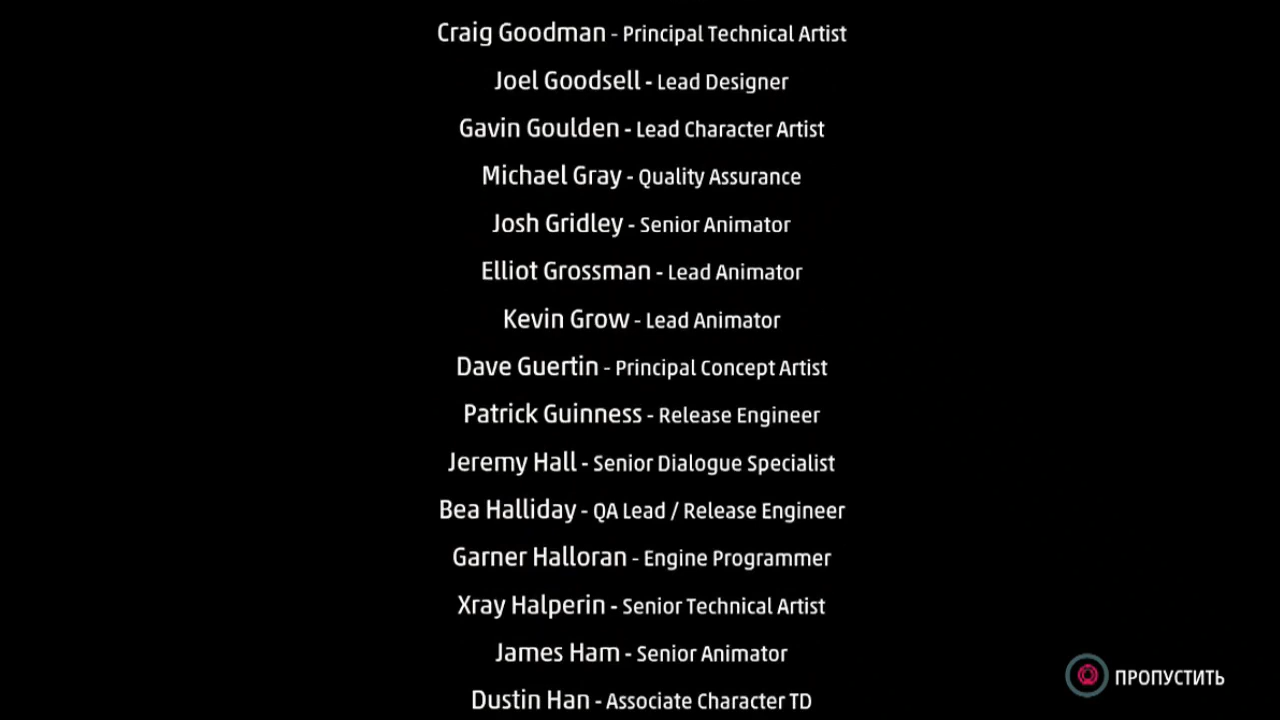 Craig Goodman - Principal Technical Artist
Joel Goodsell - Lead Designer
Gavin Goulden - Lead Character Artist
Michael Gray - Quality Assurance
Josh Gridley - Senior Animator
Elliot Grossman - Lead Animator
Kevin Grow - Lead Animator
Dave Guertin - Principal Concept Artist
Patrick Guinness - Release Engineer
Jeremy Hall - Senior Dialogue Specialist
Bea Halliday - QA Lead / Release Engineer
Garner Halloran - Engine Programmer
Xray Halperin - Senior Technical Artist
James Ham - Senior Animator
ПРОПУСТИТЬ
Dustin Han - Associate Character TD